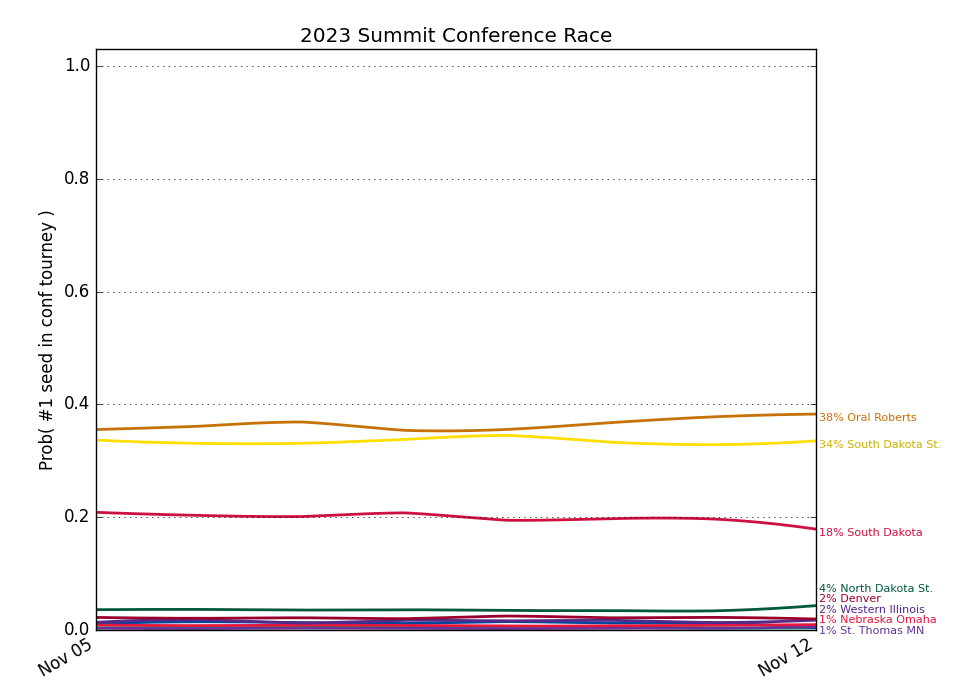 2023 Summit Conference Race
Prob( #1 seed in conf tourney )
1.0
0.8
0.6
0.4
0.2
0.0
Nov 05
Nov 12
38% Oral Roberts
34% South Dakota St.
18% South Dakota
4% North Dakota St.
2% Denver
2% Western Illinois
1% Nebraska Omaha
1% St. Thomas MN